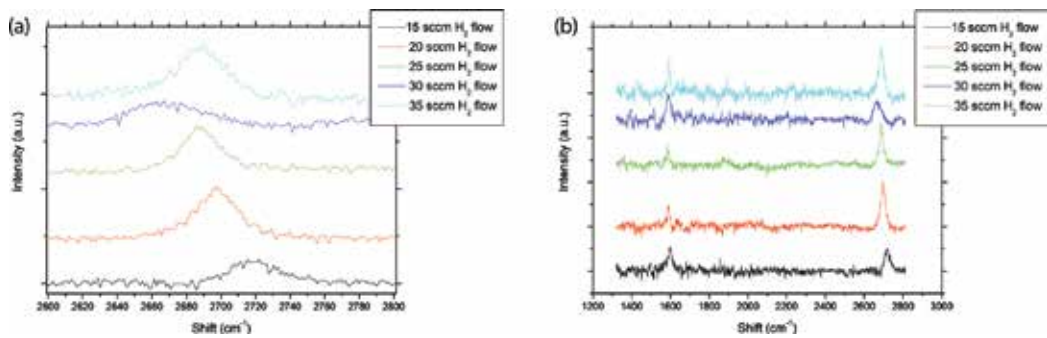 (a)
15 sccm H2 flow
20 sccm H2 flow
25 sccm H2 flow
30 sccm H2 flow
35 sccm H2 flow
Intensity (a.u.)
2600 2620 2640 2660 2680 2700 2720 2740 2760 2780 2800
Shift (cm-1)
(b)
15 sccm H2 flow
20 sccm H2 flow
25 sccm H2 flow
30 sccm H2 flow
35 sccm H2 flow
Intensity (a.u.)
1200 1400 1600 1800 2000 2200 2400 2600 2800 3000
Shift (cm-1)